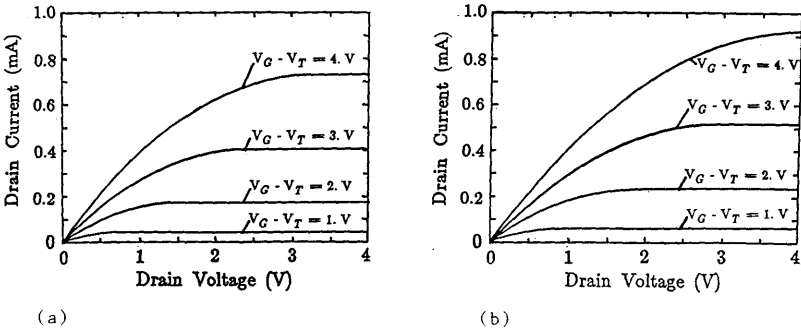 1.0
0.8
0.6
0.4
0.2
0
Drain Current (mA)
V_G - V_T = 4. V
V_G - V_T = 3. V
V_G - V_T = 2. V
V_G - V_T = 1. V
0 1 2 3 4
Drain Voltage (V)
(a)
1.0
0.8
0.6
0.4
0.2
0
Drain Current (mA)
V_G - V_T = 4. V
V_G - V_T = 3. V
V_G - V_T = 2. V
V_G - V_T = 1. V
0 1 2 3 4
Drain Voltage (V)
(b)